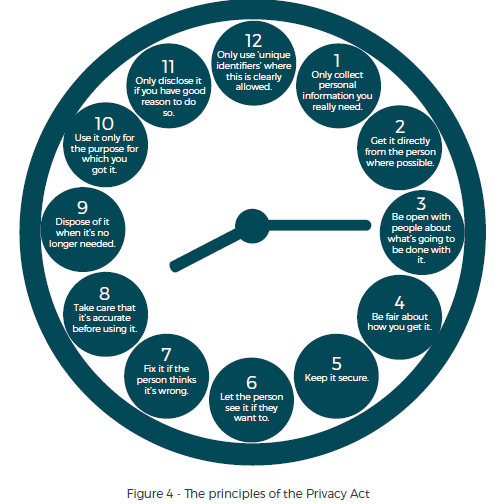 12
Only use 'unique
identifiers' where
this is clearly
allowed.
1
Only collect
personal
information you
really need.
2
Get it directly
from the person
where possible.
3
Be open with
people about
what's going to
be done with
it.
4
Be fair about
how you get it.
5
Keep it secure.
6
Let the person
see it if they
want to.
7
Fix it if the
person thinks
it's wrong.
8
Take care that
it's accurate
before using it.
9
Dispose of it
when it's no
longer needed.
10
Use it only for
the purpose for
which you
got it.
11
Only disclose it
if you have good
reason to do
so.
Figure 4 - The principles of the Privacy Act